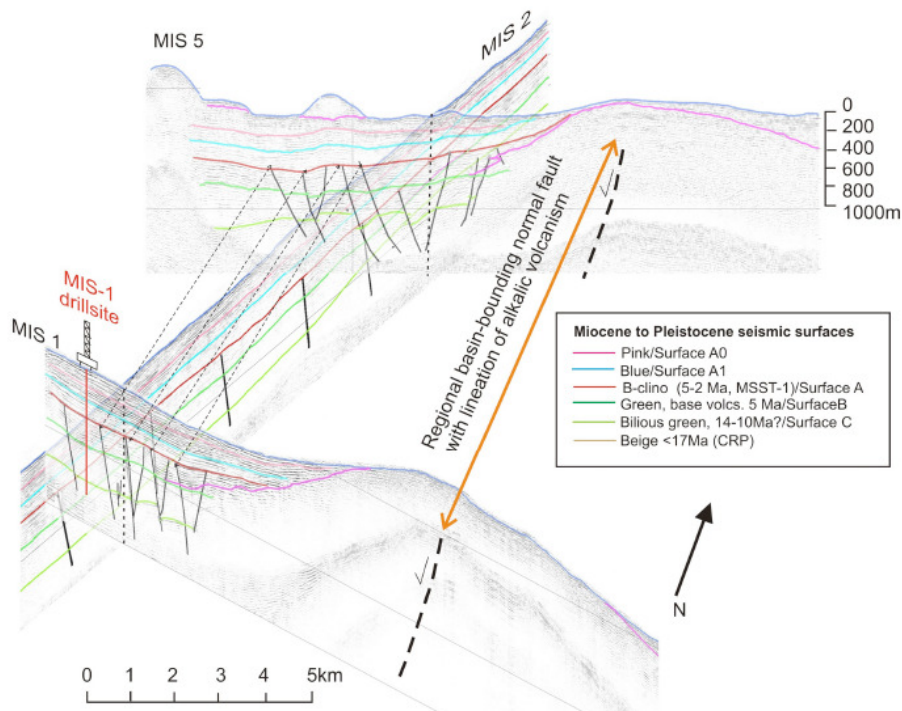 MIS 5
MIS 2
0
200
400
600
800
1000m
Regional basin-bounding normal fault
with lineation of alkalic volcanism
MIS-1
drillsite
MIS 1
Miocene to Pleistocene seismic surfaces
Pink/Surface A0
Blue/Surface A1
B-clino (5-2 Ma, MSST-1)/Surface A
Green, base volcs. 5 Ma/SurfaceB
Bilious green, 14-10Ma?/Surface C
Beige <17Ma (CRP)
N
0 1 2 3 4 5km